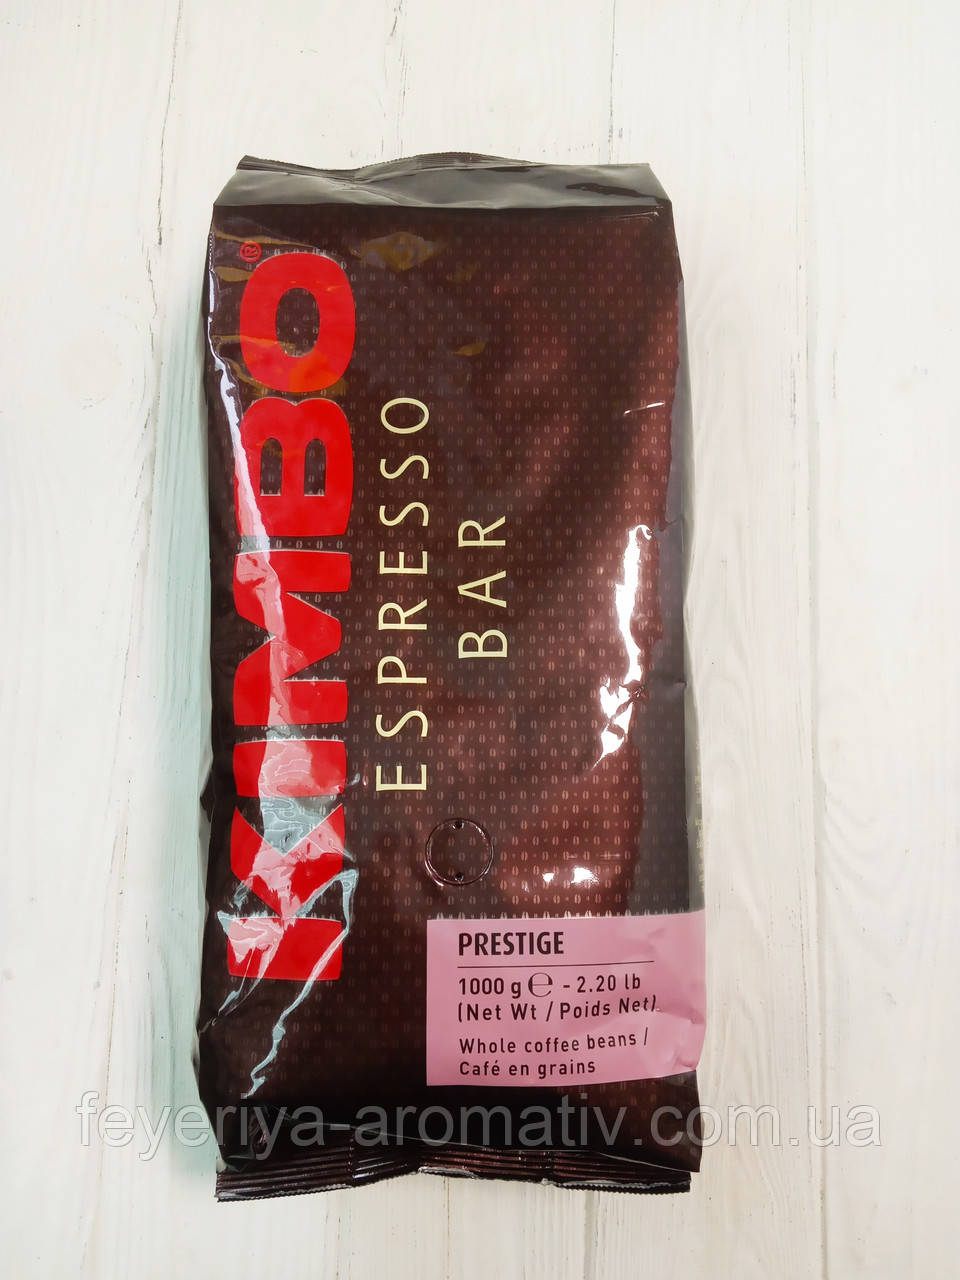 KIMBO®
ESPRESSO
BAR
PRESTIGE
1000 g ℮ - 2.20 lb
(Net Wt / Poids Net)
Whole coffee beans /
Café en grains
feyeriya-aromativ.com.ua